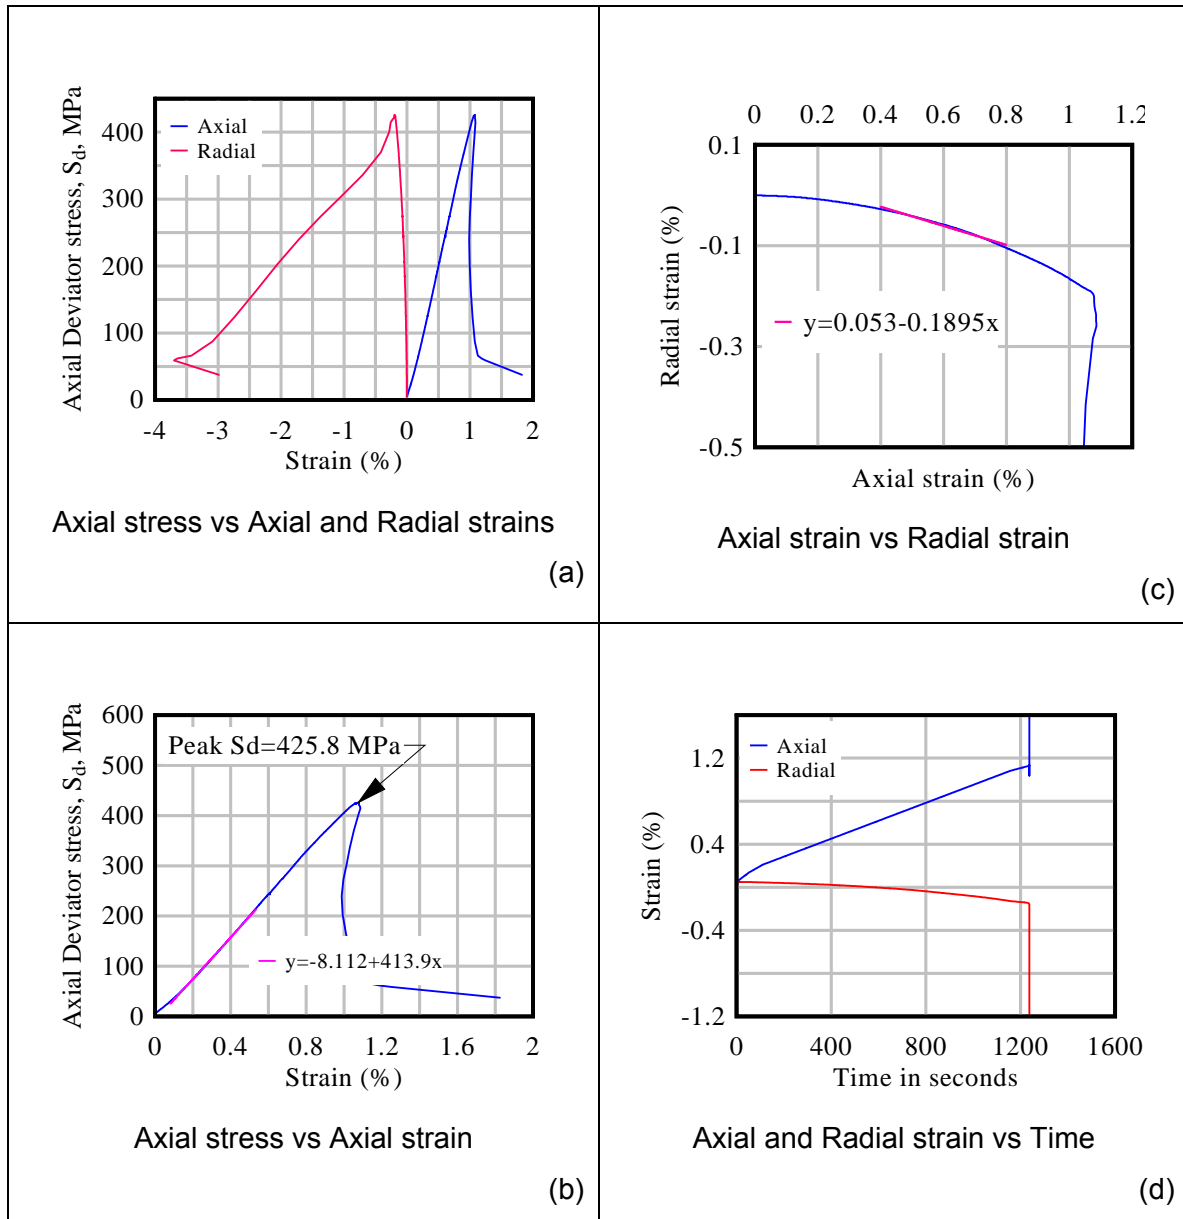 Axial Deviator stress, Sd, MPa
400
300
200
100
0
Axial
Radial
-4 -3 -2 -1 0 1 2
Strain (%)
Axial stress vs Axial and Radial strains
(a)
0 0.2 0.4 0.6 0.8 1 1.2
Radial strain (%)
0.1
-0.1
-0.3
-0.5
y=0.053-0.1895x
Axial strain (%)
Axial strain vs Radial strain
(c)
Axial Deviator stress, Sd, MPa
600
500
400
300
200
100
0
Peak Sd=425.8 MPa
y=-8.112+413.9x
0 0.4 0.8 1.2 1.6 2
Strain (%)
Axial stress vs Axial strain
(b)
Strain (%)
1.2
0.4
-0.4
-1.2
Axial
Radial
0 400 800 1200 1600
Time in seconds
Axial and Radial strain vs Time
(d)